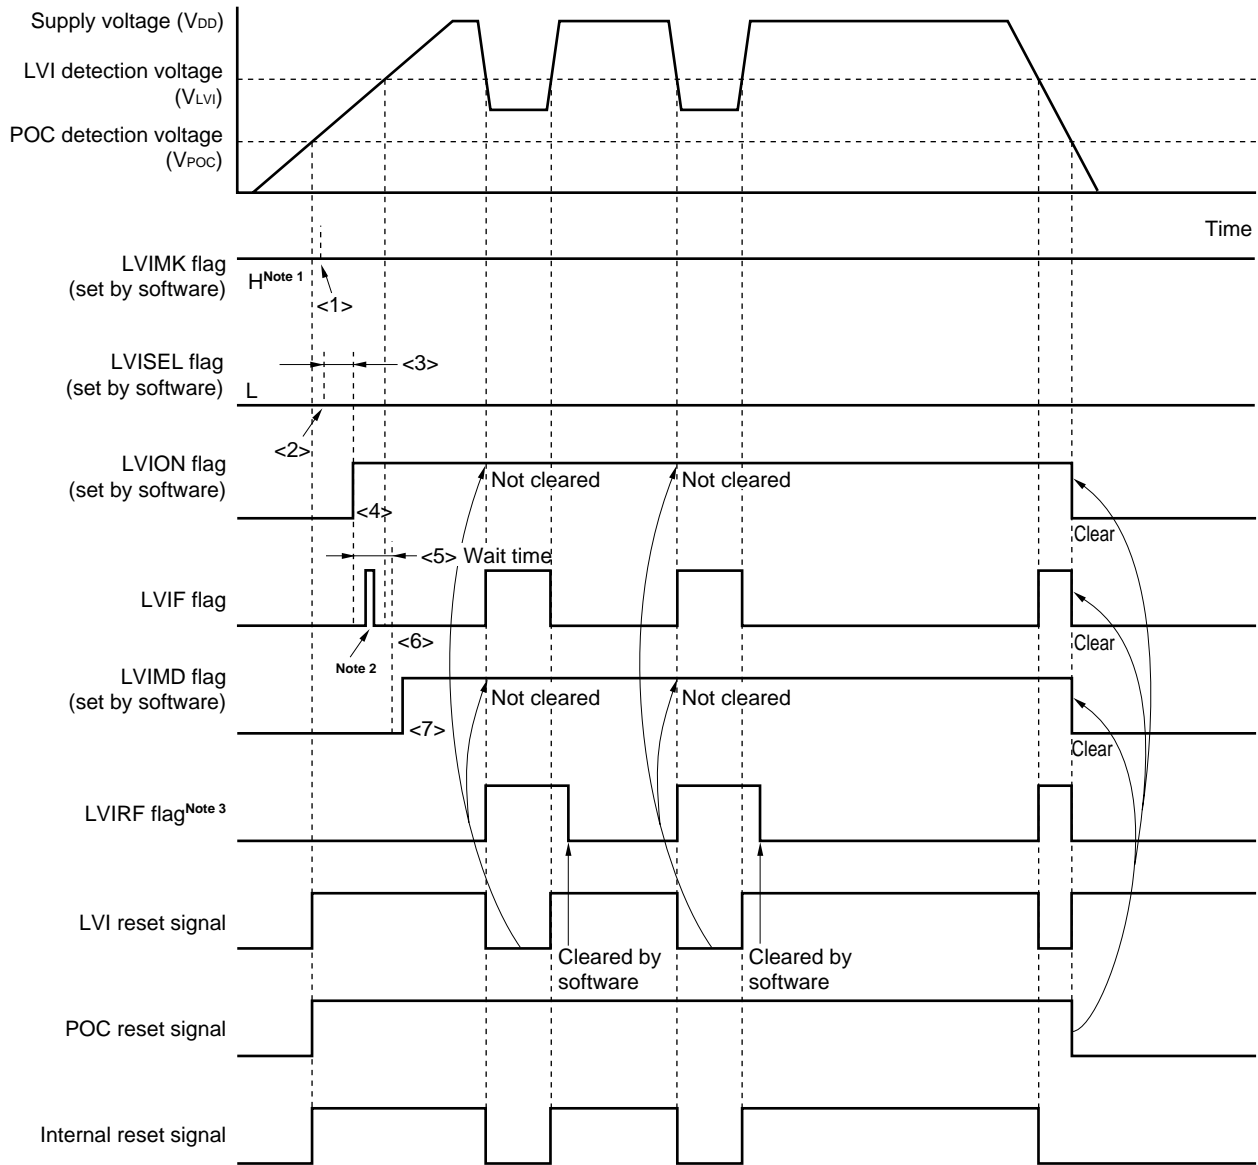 Supply voltage (VDD)
LVI detection voltage
(VLVI)
POC detection voltage
(VPOC)
Time
LVIMK flag
(set by software)
HNote 1
<1>
LVISEL flag
(set by software)
<3>
L
<2>
LVION flag
(set by software)
Not cleared
Not cleared
<4>
Clear
<5> Wait time
LVIF flag
Note 2
<6>
Clear
LVIMD flag
(set by software)
Not cleared
Not cleared
<7>
Clear
LVIRF flagNote 3
LVI reset signal
Cleared by
software
Cleared by
software
POC reset signal
Internal reset signal